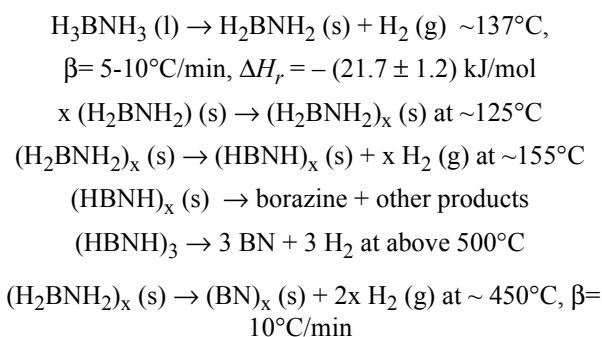 H₃BNH₃ (l) → H₂BNH₂ (s) + H₂ (g) ~137°C,
β= 5-10°C/min, ΔHᵣ = – (21.7 ± 1.2) kJ/mol
x (H₂BNH₂) (s) → (H₂BNH₂)ₓ (s) at ~125°C
(H₂BNH₂)ₓ (s) → (HBNH)ₓ (s) + x H₂ (g) at ~155°C
(HBNH)ₓ (s) → borazine + other products
(HBNH)₃ → 3 BN + 3 H₂ at above 500°C
(H₂BNH₂)ₓ (s) → (BN)ₓ (s) + 2x H₂ (g) at ~ 450°C, β=
10°C/min